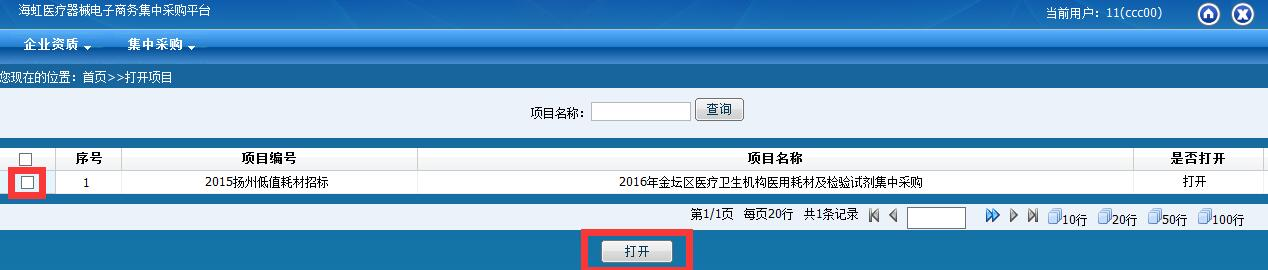 海虹医疗器械电子商务集中采购平台 当前用户：11(ccc00)
企业资质 集中采购
您现在的位置：首页>>打开项目
项目名称： 查询
序号 项目编号 项目名称 是否打开
1 2015扬州低值耗材招标 2016年金坛区医疗卫生机构医用耗材及检验试剂集中采购 打开
第1/1页 每页20行 共1条记录 10行 20行 50行 100行
打开